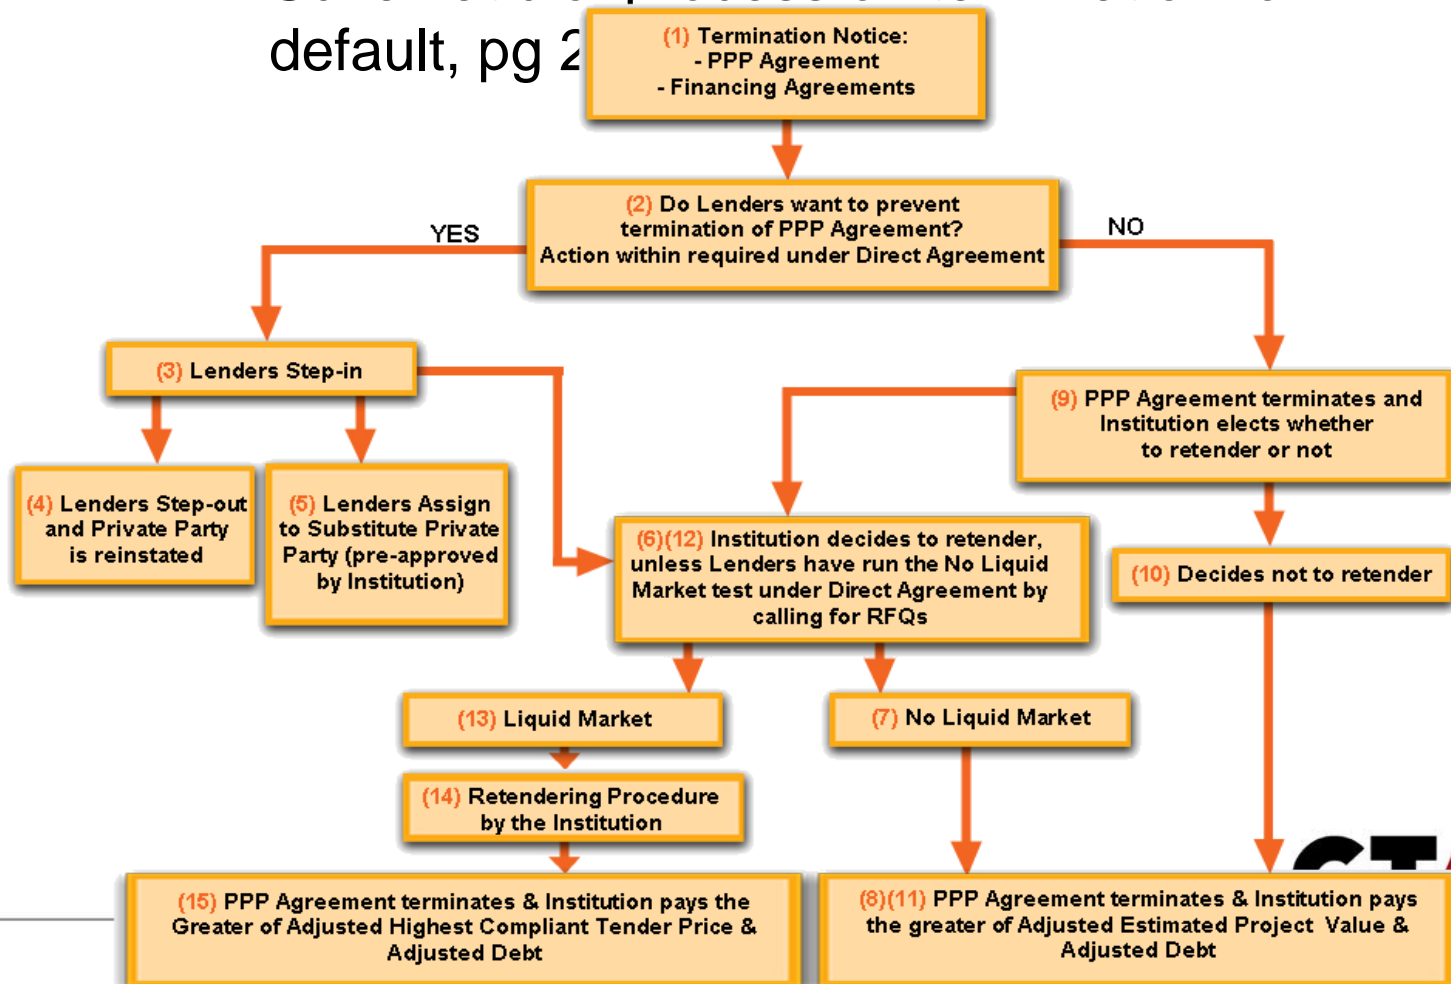 default, pg 2
(1) Termination Notice:
- PPP Agreement
- Financing Agreements
(2) Do Lenders want to prevent
termination of PPP Agreement?
Action within required under Direct Agreement
YES
NO
(3) Lenders Step-in
(9) PPP Agreement terminates and
Institution elects whether
to retender or not
(4) Lenders Step-out
and Private Party
is reinstated
(5) Lenders Assign
to Substitute Private
Party (pre-approved
by Institution)
(6)(12) Institution decides to retender,
unless Lenders have run the No Liquid
Market test under Direct Agreement by
calling for RFQs
(10) Decides not to retender
(13) Liquid Market
(7) No Liquid Market
(14) Retendering Procedure
by the Institution
(15) PPP Agreement terminates & Institution pays the
Greater of Adjusted Highest Compliant Tender Price &
Adjusted Debt
(8)(11) PPP Agreement terminates & Institution pays
the greater of Adjusted Estimated Project Value &
Adjusted Debt